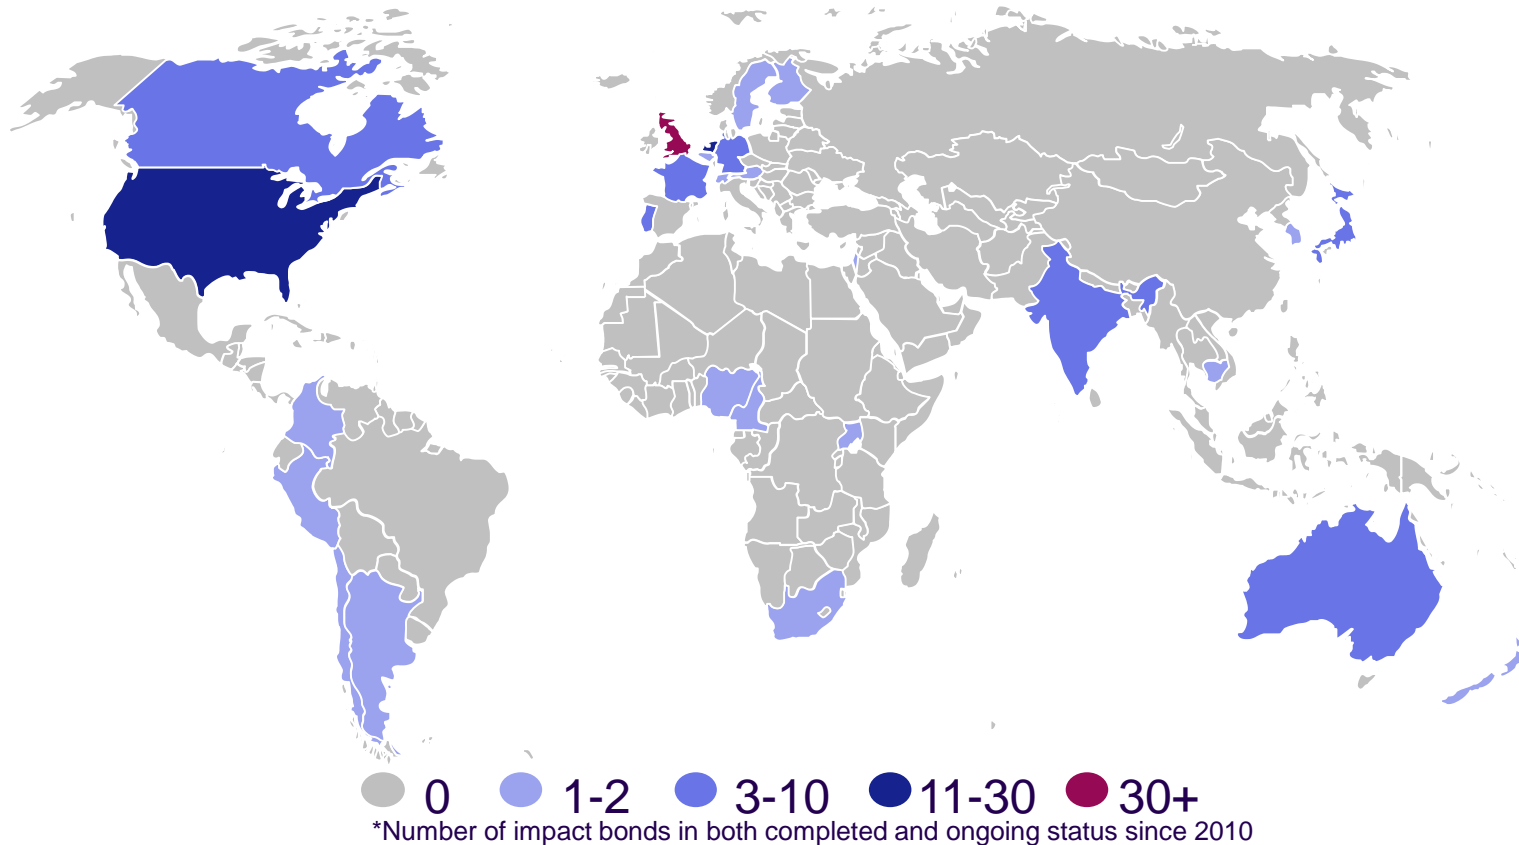 0 1-2 3-10 11-30 30+
*Number of impact bonds in both completed and ongoing status since 2010